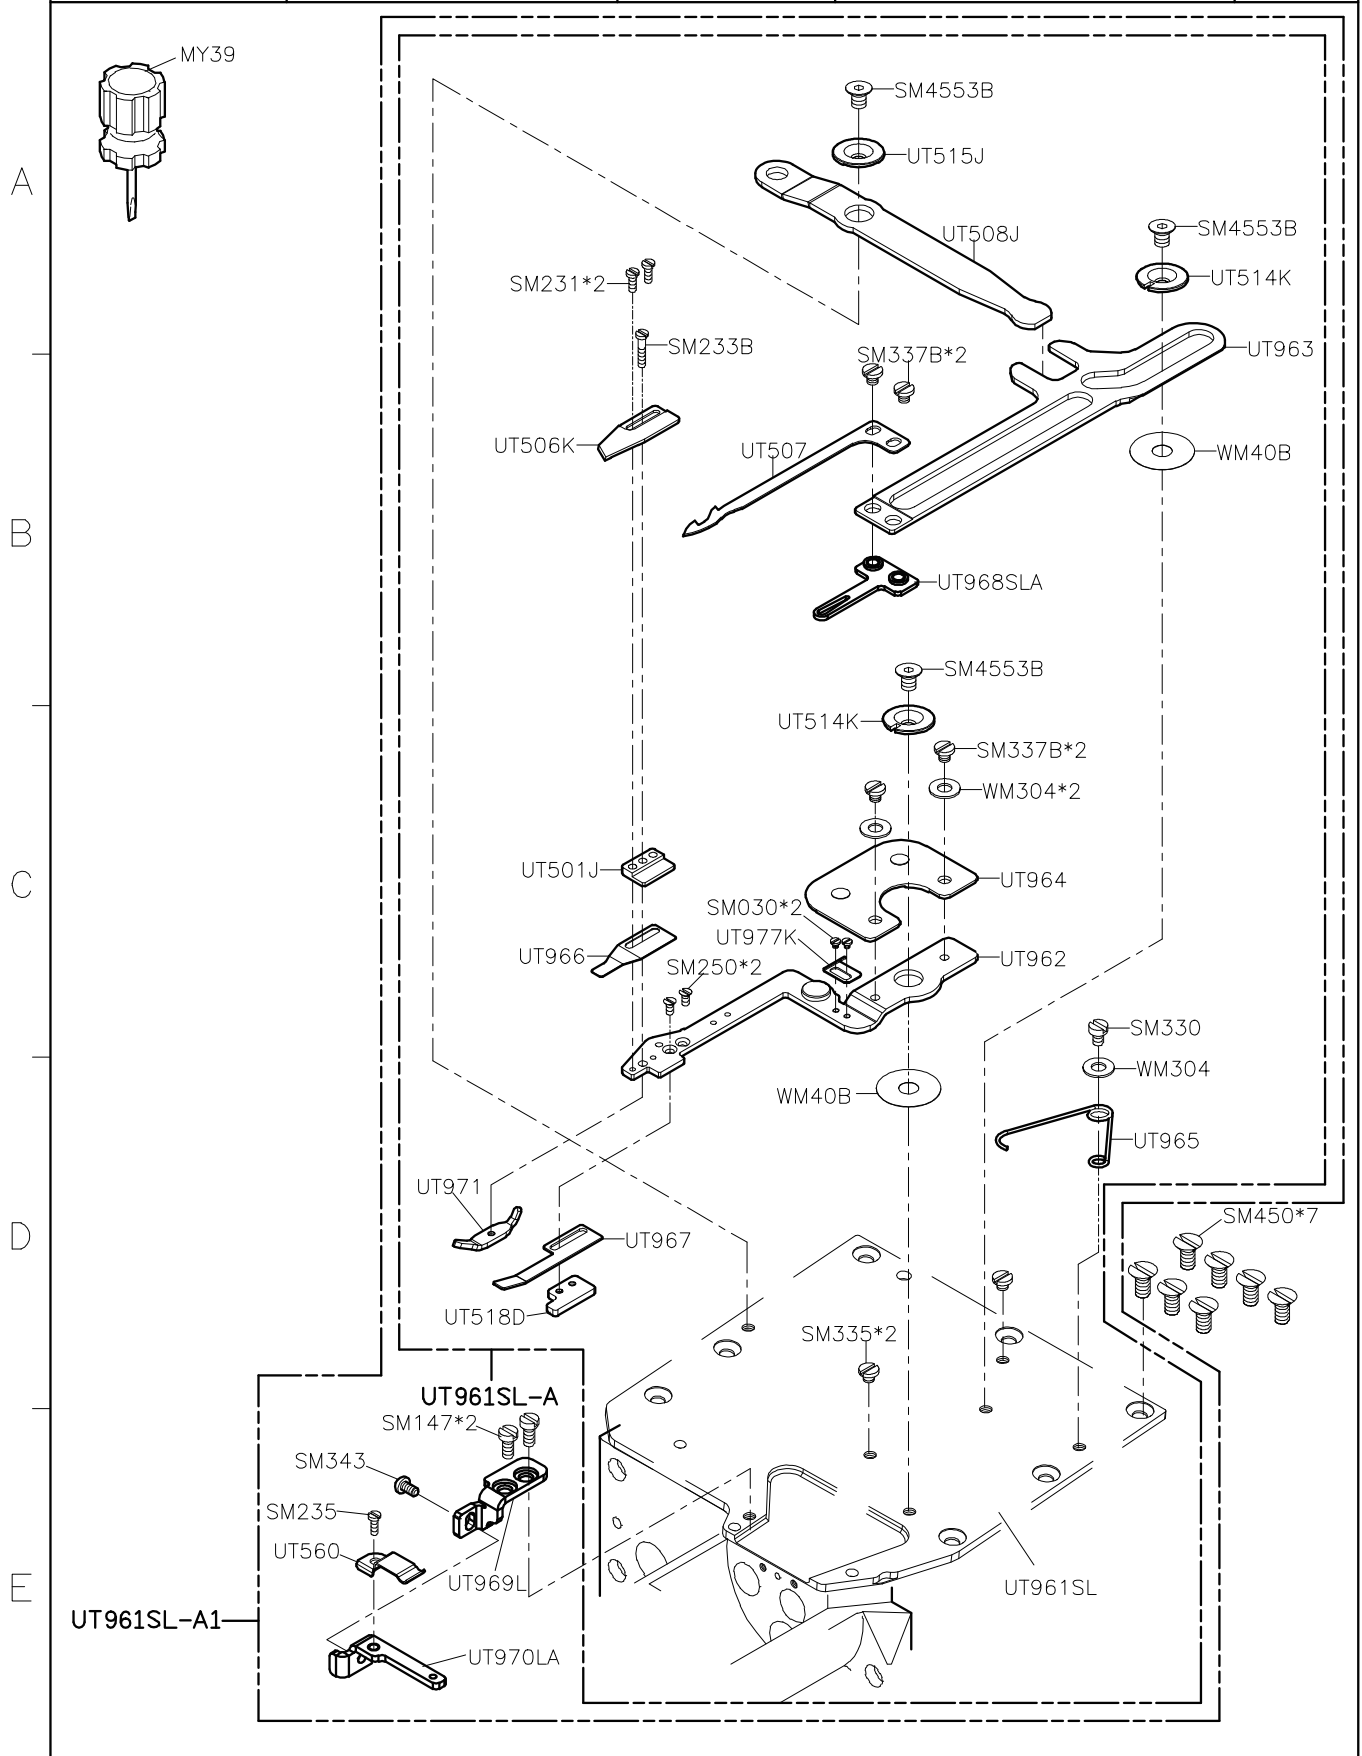 MY39
SM4553B
UT515J
A
UT508J
SM4553B
UT514K
SM231*2
SM233B
SM337B*2
UT963
UT506K
UT507
WM40B
B
UT968SLA
SM4553B
UT514K
SM337B*2
WM304*2
UT501J
UT964
C
SM030*2
UT977K
UT966
SM250*2
UT962
SM330
WM304
WM40B
UT965
UT971
SM450*7
D
UT967
UT518D
SM335*2
UT961SL-A
SM147*2
SM343
SM235
UT560
UT969L
UT961SL
E
UT961SL-A1
UT970LA